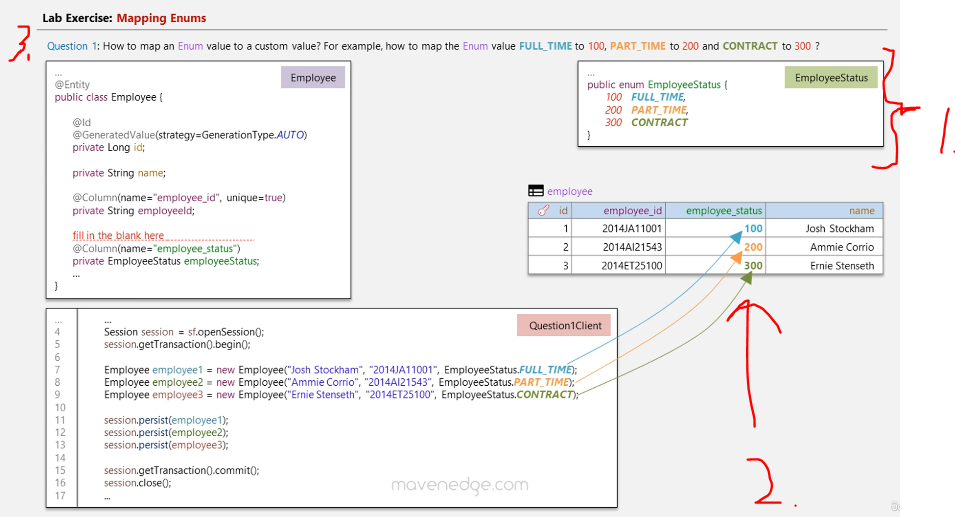 Lab Exercise: Mapping Enums
3.
Question 1: How to map an Enum value to a custom value? For example, how to map the Enum value FULL_TIME to 100, PART_TIME to 200 and CONTRACT to 300 ?
Employee
...
@Entity
public class Employee {
@Id
@GeneratedValue(strategy=GenerationType.AUTO)
private Long id;
private String name;
@Column(name="employee_id", unique=true)
private String employeeId;
fill in the blank here
@Column(name="employee_status")
private EmployeeStatus employeeStatus;
...
}
EmployeeStatus
...
public enum EmployeeStatus {
100 FULL_TIME,
200 PART_TIME,
300 CONTRACT
}
1.
employee
id employee_id employee_status name
1 2014JA11001 100 Josh Stockham
2 2014AI21543 200 Ammie Corrio
3 2014ET25100 300 Ernie Stenseth
2.
Question1Client
... ...
4 Session session = sf.openSession();
5 session.getTransaction().begin();
6
7 Employee employee1 = new Employee("Josh Stockham", "2014JA11001", EmployeeStatus.FULL_TIME);
8 Employee employee2 = new Employee("Ammie Corrio", "2014AI21543", EmployeeStatus.PART_TIME);
9 Employee employee3 = new Employee("Ernie Stenseth", "2014ET25100", EmployeeStatus.CONTRACT);
10
11 session.persist(employee1);
12 session.persist(employee2);
13 session.persist(employee3);
14
15 session.getTransaction().commit();
16 session.close();
17 ...
mavenedge.com